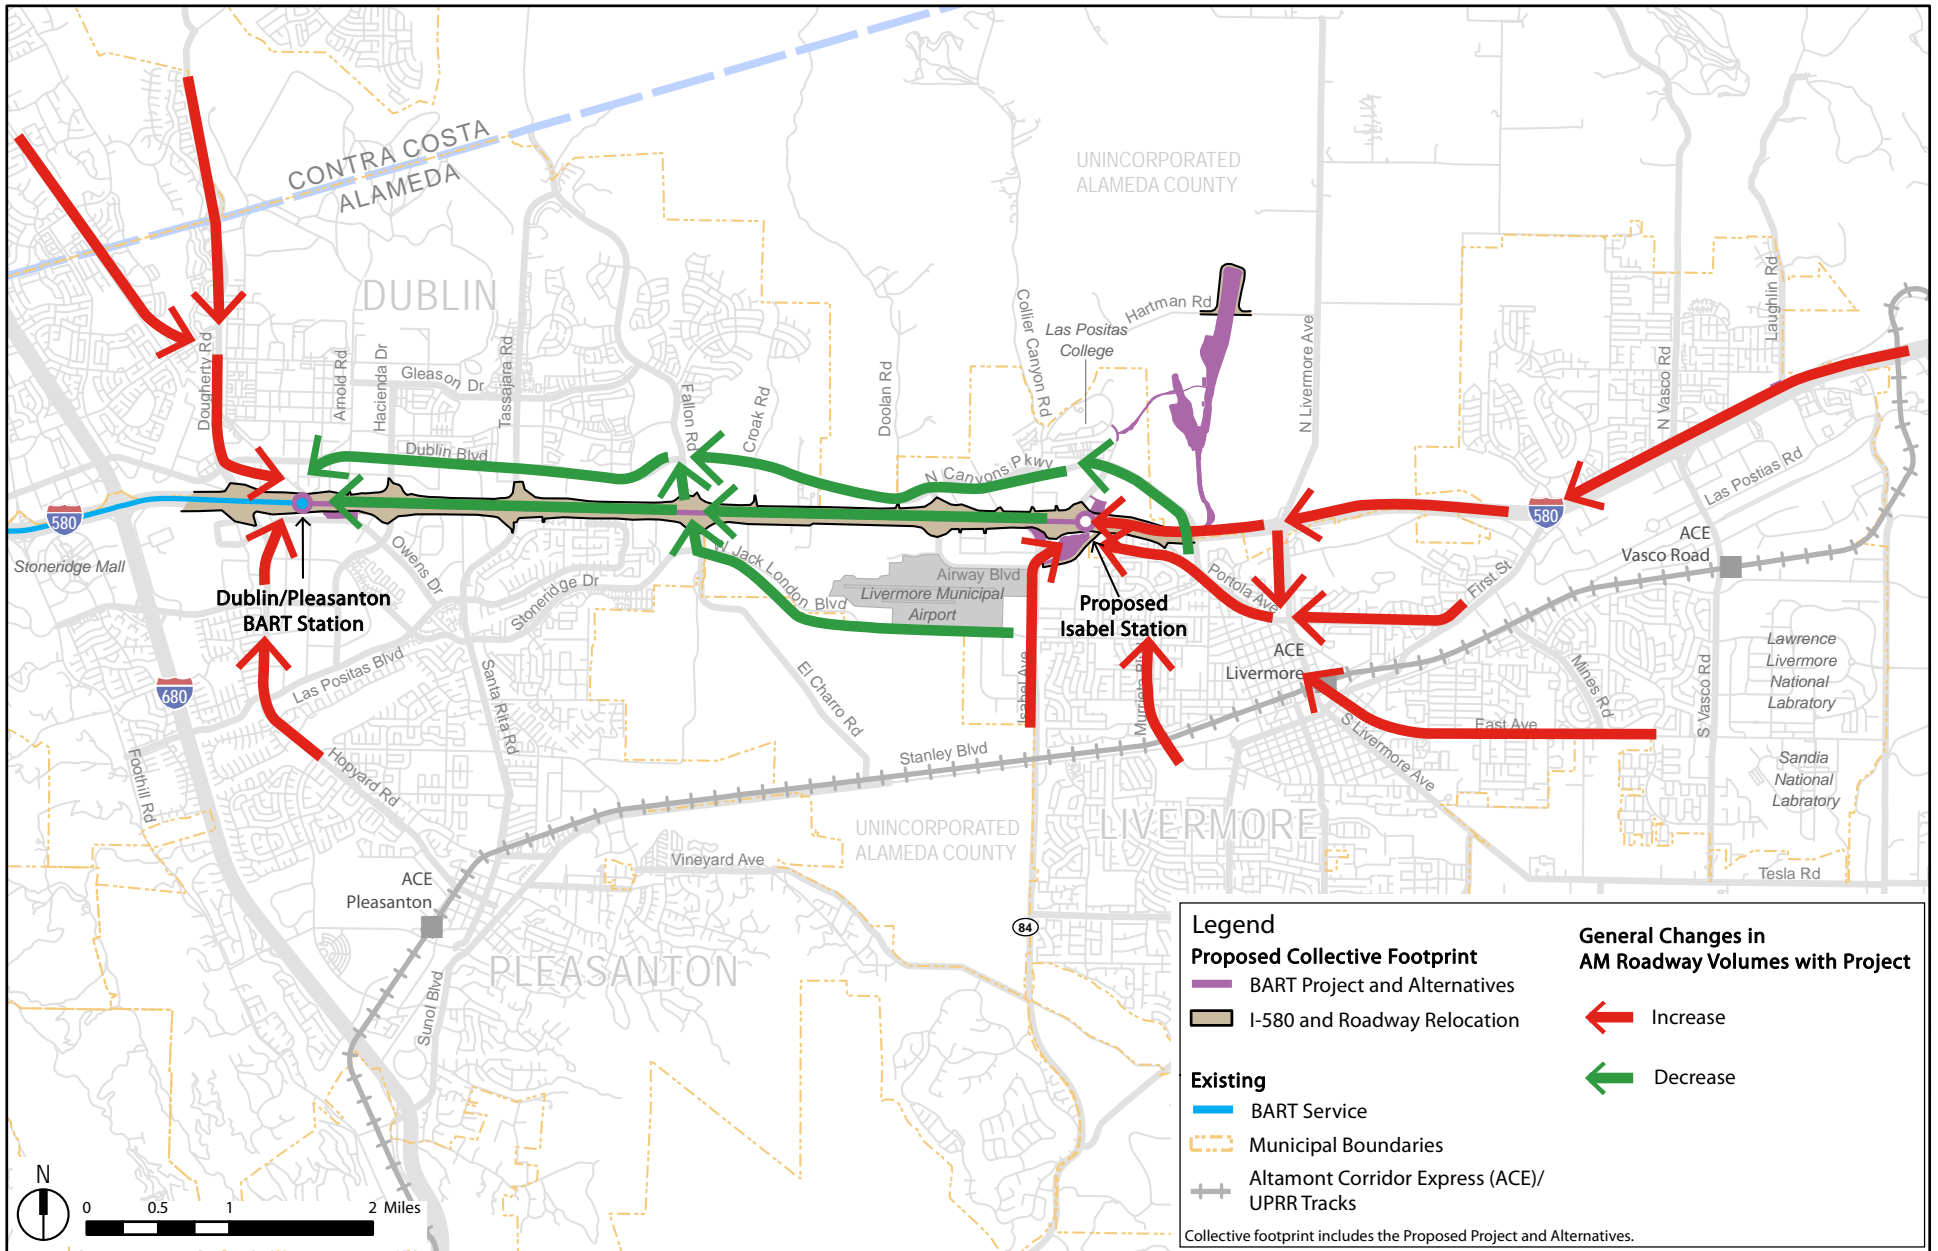 CONTRA COSTA
ALAMEDA
UNINCORPORATED
ALAMEDA COUNTY
DUBLIN
Dougherty Rd
Arnold Rd
Hacienda Dr
Gleason Dr
Tassajara Rd
Fallon Rd
Croak Rd
Doolan Rd
Collier Canyon Rd
Las Positas
College
Hartman Rd
N Livermore Ave
N Vasco Rd
Laughlin Rd
Dublin Blvd
N Canyons Pkwy
Las Postias Rd
580
580
Stoneridge Mall
Dublin/Pleasanton
BART Station
Owens Dr
Stoneridge Dr
W Jack London Blvd
Airway Blvd
Livermore Municipal
Airport
Proposed
Isabel Station
Portola Ave
First St
ACE
Vasco Road
ACE
Livermore
680
Las Positas Blvd
Santa Rita Rd
El Charro Rd
Isabel Ave
Murrieta Bl
Mines Rd
S Vasco Rd
Lawrence
Livermore
National
Labratory
East Ave
S Livermore Ave
Sandia
National
Labratory
Foothill Rd
Hopyard Rd
Stanley Blvd
LIVERMORE
UNINCORPORATED
ALAMEDA COUNTY
Vineyard Ave
Tesla Rd
ACE
Pleasanton
84
PLEASANTON
Sunol Blvd
Legend
Proposed Collective Footprint
BART Project and Alternatives
I-580 and Roadway Relocation
Existing
BART Service
Municipal Boundaries
Altamont Corridor Express (ACE)/
UPRR Tracks
General Changes in
AM Roadway Volumes with Project
Increase
Decrease
Collective footprint includes the Proposed Project and Alternatives.
N
0 0.5 1 2 Miles